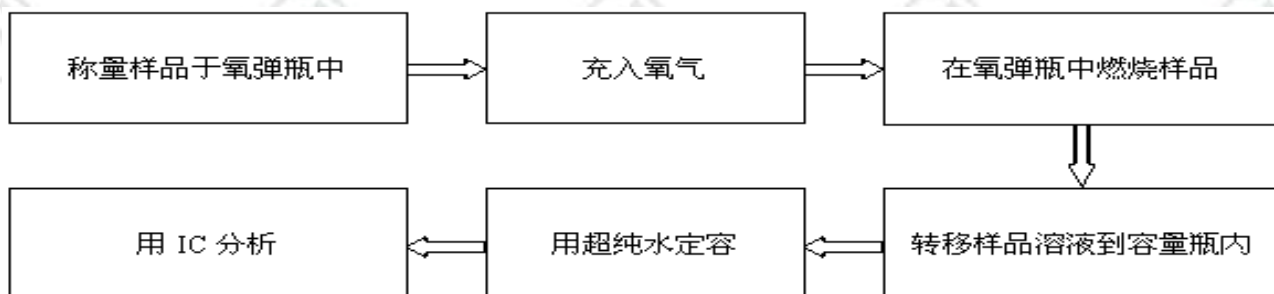 称量样品于氧弹瓶中
充入氧气
在氧弹瓶中燃烧样品
转移样品溶液到容量瓶内
用超纯水定容
用 IC 分析